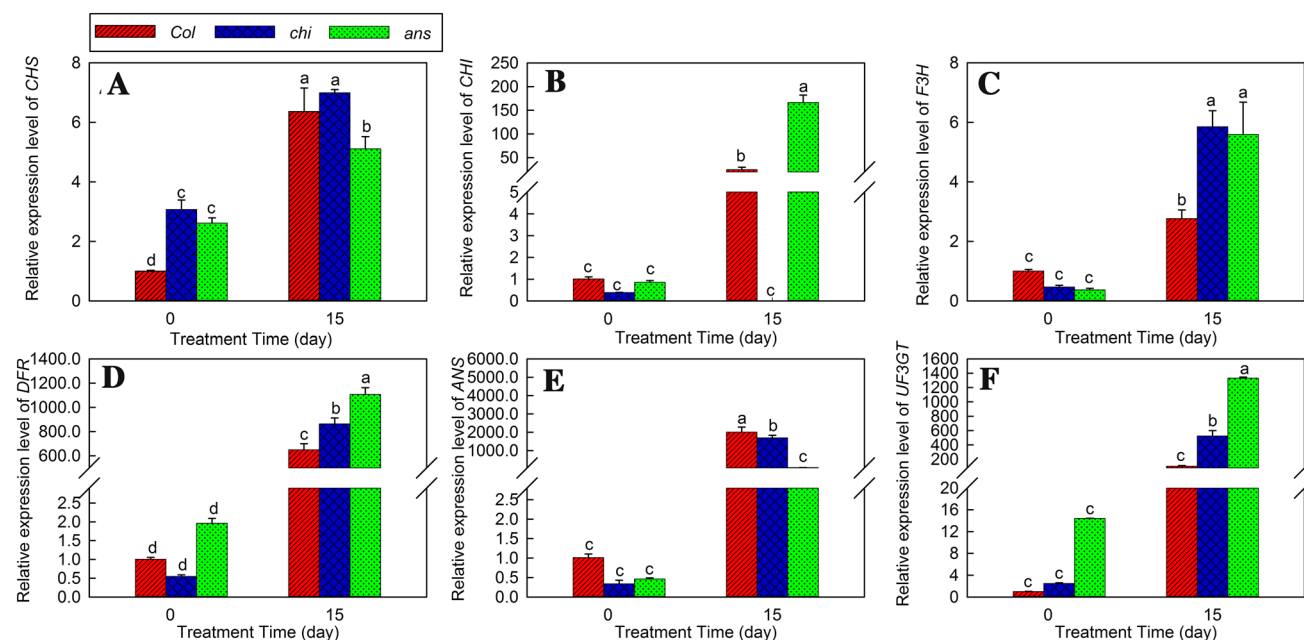 Col chi ans
A
Relative expression level of CHS
8
6
4
2
0
d c c a a b
0 15
Treatment Time (day)
B
Relative expression level of CHI
250
200
150
100
50
5
4
3
2
1
0
c c c b c a
0 15
Treatment Time (day)
C
Relative expression level of F3H
8
6
4
2
0
c c c b a a
0 15
Treatment Time (day)
D
Relative expression level of DFR
1400.0
1200.0
1000.0
800.0
600.0
2.5
2.0
1.5
1.0
0.5
0.0
d d d c b a
0 15
Treatment Time (day)
E
Relative expression level of ANS
6000.0
5000.0
4000.0
3000.0
2000.0
1000.0
2.5
2.0
1.5
1.0
0.5
0.0
c c c a b c
0 15
Treatment Time (day)
F
Relative expression level of UF3GT
1600
1400
1200
1000
800
600
400
200
20
16
12
8
4
0
c c c c b a
0 15
Treatment Time (day)